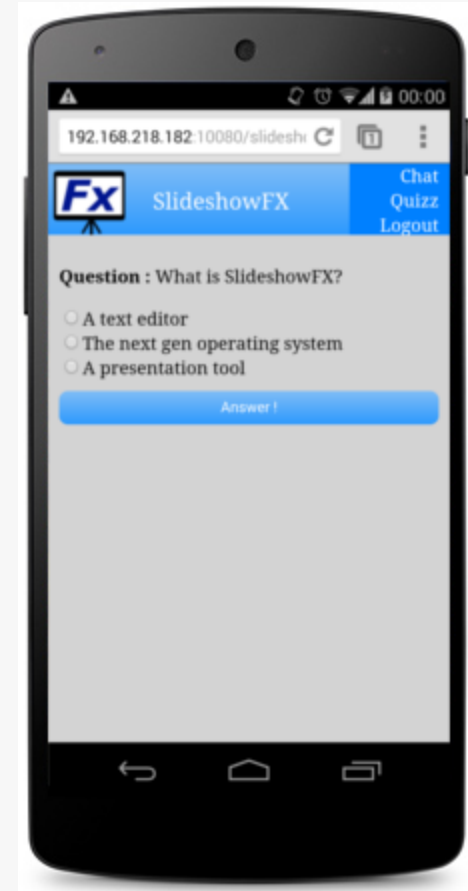 00:00
192.168.218.182:10080/slidesh
1
Fx
SlideshowFX
Chat
Quizz
Logout
Question : What is SlideshowFX?
A text editor
The next gen operating system
A presentation tool
Answer !